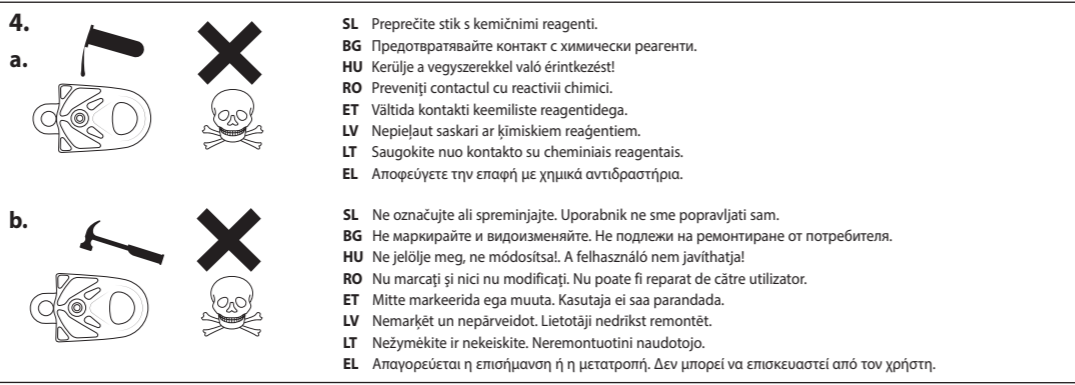 4.
a.
SL Preprečite stik s kemičnimi reagenti.
BG Предотвратявайте контакт с химически реагенти.
HU Kerülje a vegyszerekkel való érintkezést!
RO Preveniţi contactul cu reactivii chimici.
ET Vältida kontakti keemiliste reagentidega.
LV Nepieļaut saskari ar ķīmiskiem reaģentiem.
LT Saugokite nuo kontakto su cheminiais reagentais.
EL Αποφεύγετε την επαφή με χημικά αντιδραστήρια.
b.
SL Ne označujte ali spreminjajte. Uporabnik ne sme popravljati sam.
BG Не маркирайте и видоизменяйте. Не подлежи на ремонтиране от потребителя.
HU Ne jelölje meg, ne módosítsa!. A felhasználó nem javíthatja!
RO Nu marcaţi şi nici nu modificaţi. Nu poate fi reparat de către utilizator.
ET Mitte markeerida ega muuta. Kasutaja ei saa parandada.
LV Nemarķēt un nepārveidot. Lietotāji nedrīkst remontēt.
LT Nežymėkite ir nekeiskite. Neremontuotini naudotojo.
EL Απαγορεύεται η επισήμανση ή η μετατροπή. Δεν μπορεί να επισκευαστεί από τον χρήστη.